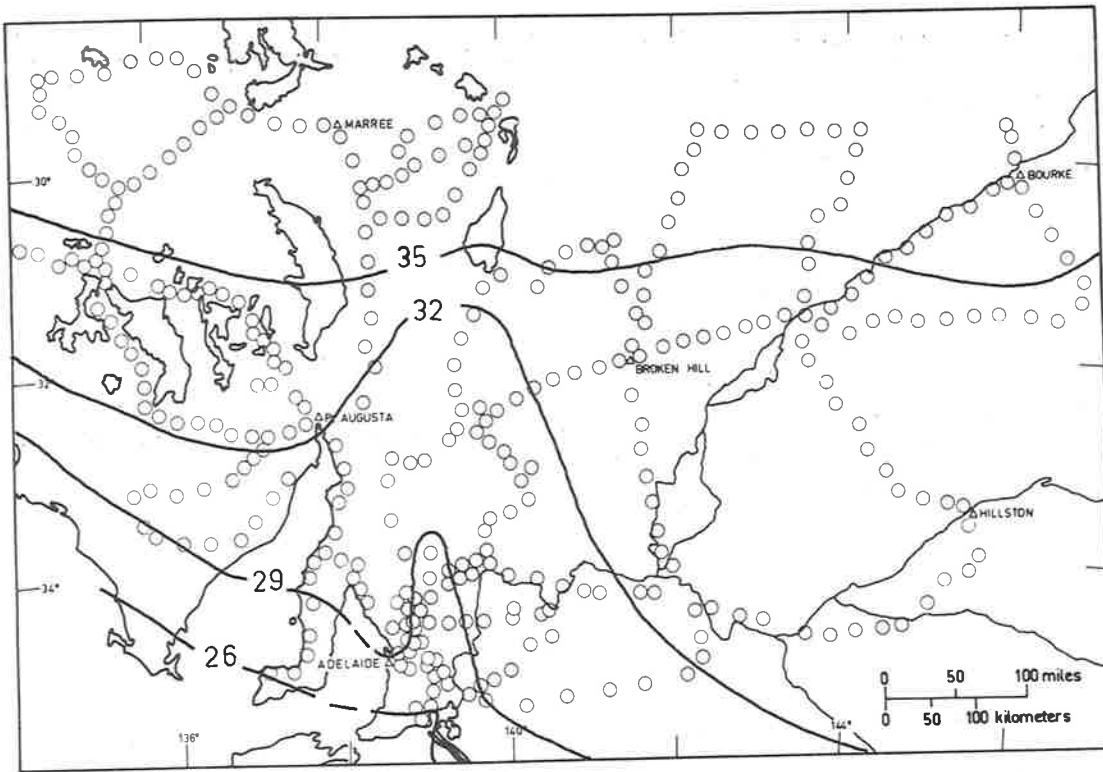 MARREE
BOURKE
30°
35
32
BROKEN HILL
32°
Pt AUGUSTA
HILLSTON
34°
29
26
ADELAIDE
0 50 100 miles
0 50 100 kilometers
136°
140
144°